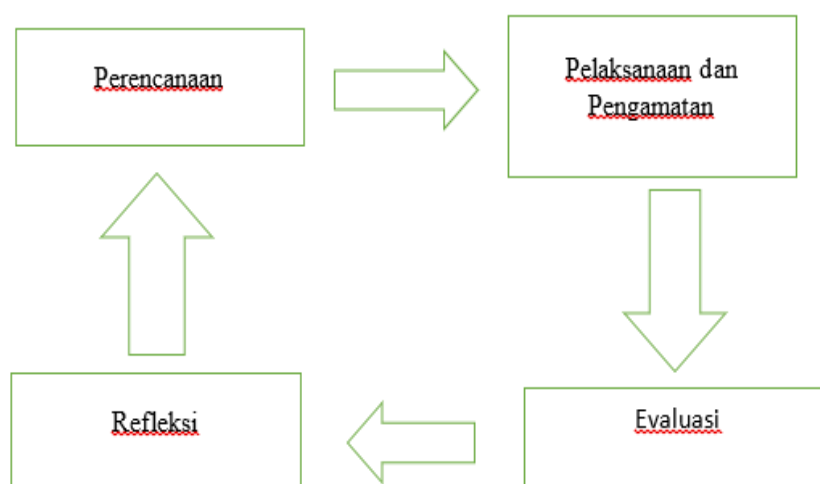 Perencanaan
Pelaksanaan dan
Pengamatan
Refleksi
Evaluasi